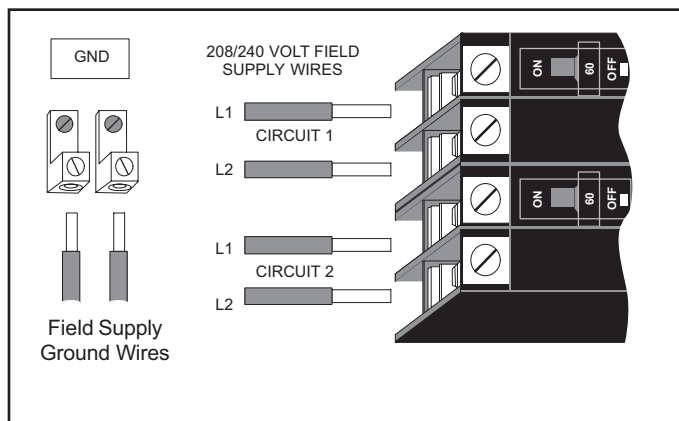 GND
208/240 VOLT FIELD
SUPPLY WIRES
L1
CIRCUIT 1
L2
L1
CIRCUIT 2
L2
Field Supply
Ground Wires
ON
60
OFF
ON
60
OFF